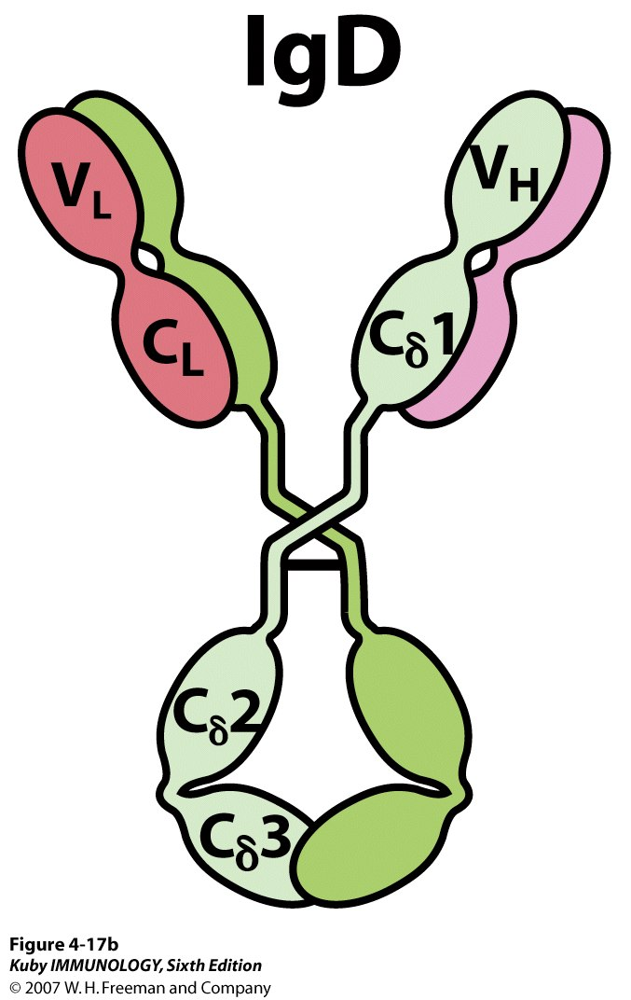 IgD
VL
VH
CL
Cδ1
Cδ2
Cδ3
Figure 4-17b
Kuby IMMUNOLOGY, Sixth Edition
© 2007 W. H. Freeman and Company